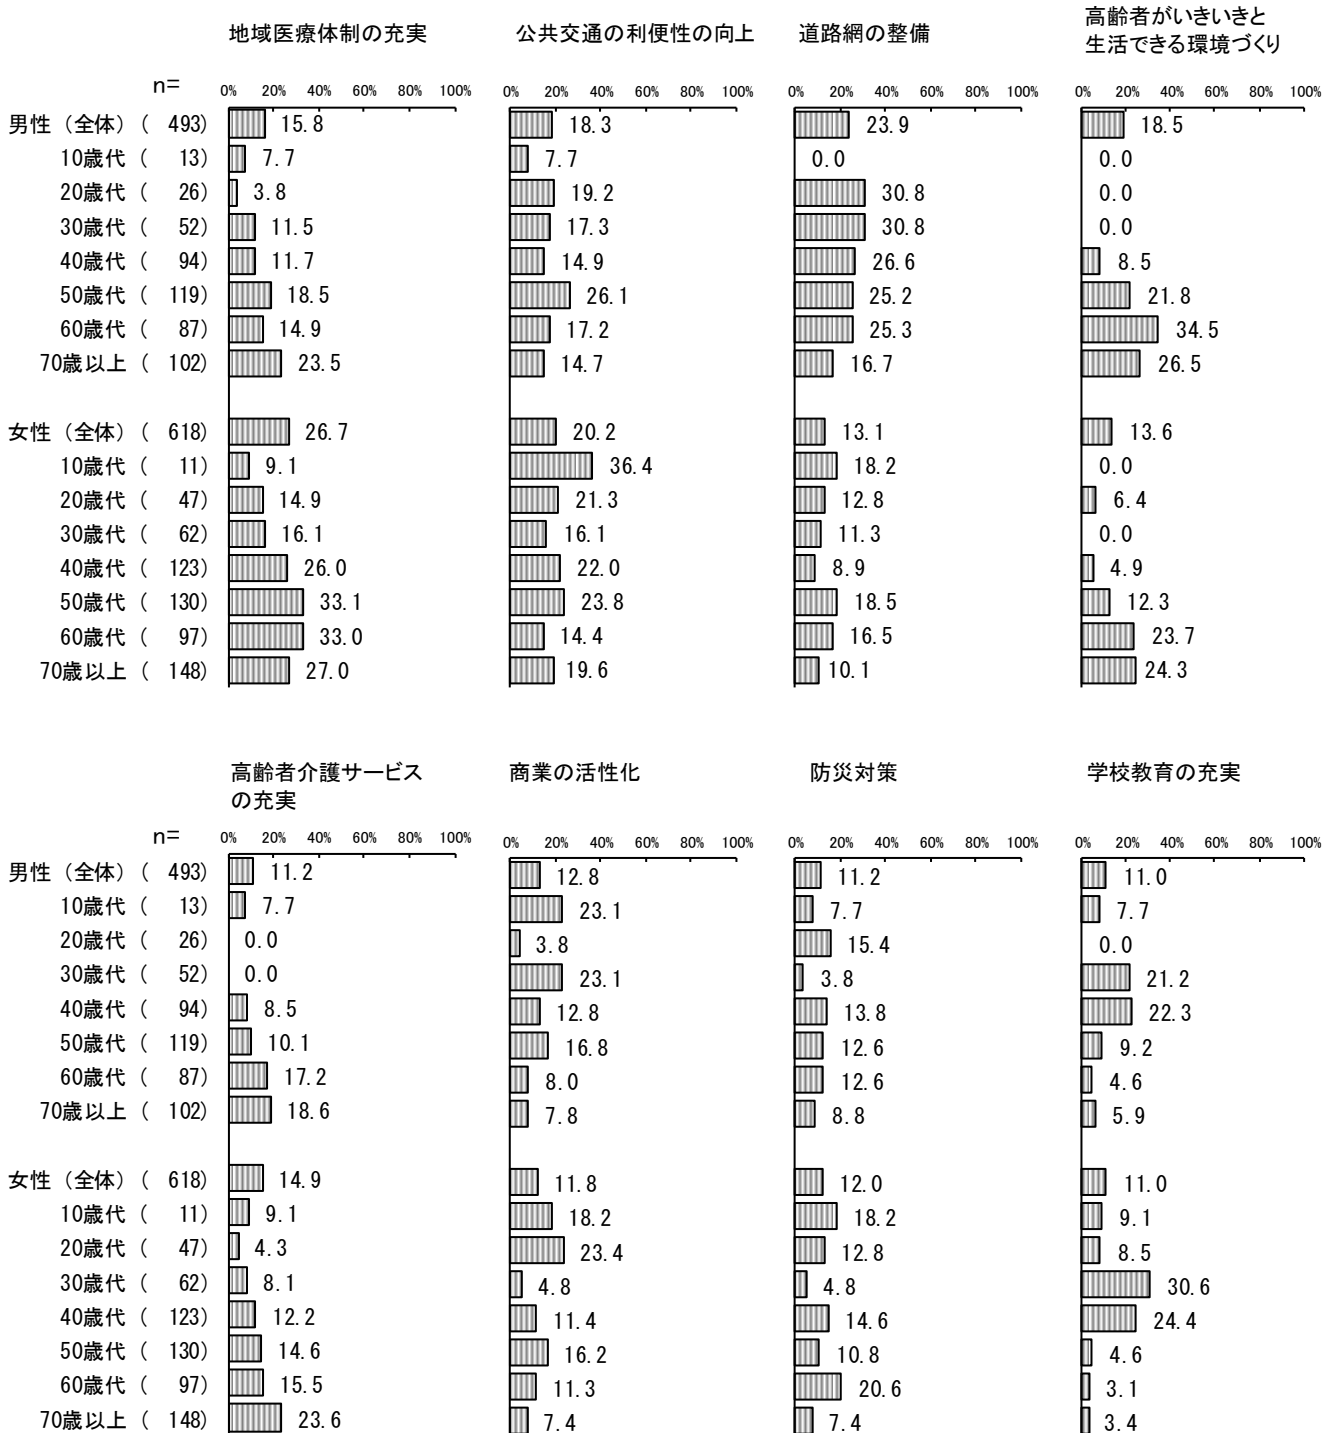 地域医療体制の充実 公共交通の利便性の向上 道路網の整備 高齢者がいきいきと
生活できる環境づくり
n= 0% 20% 40% 60% 80% 100% 0% 20% 40% 60% 80% 100% 0% 20% 40% 60% 80% 100% 0% 20% 40% 60% 80% 100%
男性（全体）( 493) 15.8 18.3 23.9 18.5
10歳代 ( 13) 7.7 7.7 0.0 0.0
20歳代 ( 26) 3.8 19.2 30.8 0.0
30歳代 ( 52) 11.5 17.3 30.8 0.0
40歳代 ( 94) 11.7 14.9 26.6 8.5
50歳代 ( 119) 18.5 26.1 25.2 21.8
60歳代 ( 87) 14.9 17.2 25.3 34.5
70歳以上 ( 102) 23.5 14.7 16.7 26.5
女性（全体）( 618) 26.7 20.2 13.1 13.6
10歳代 ( 11) 9.1 36.4 18.2 0.0
20歳代 ( 47) 14.9 21.3 12.8 6.4
30歳代 ( 62) 16.1 16.1 11.3 0.0
40歳代 ( 123) 26.0 22.0 8.9 4.9
50歳代 ( 130) 33.1 23.8 18.5 12.3
60歳代 ( 97) 33.0 14.4 16.5 23.7
70歳以上 ( 148) 27.0 19.6 10.1 24.3
高齢者介護サービス 商業の活性化 防災対策 学校教育の充実
の充実
n= 0% 20% 40% 60% 80% 100% 0% 20% 40% 60% 80% 100% 0% 20% 40% 60% 80% 100% 0% 20% 40% 60% 80% 100%
男性（全体）( 493) 11.2 12.8 11.2 11.0
10歳代 ( 13) 7.7 23.1 7.7 7.7
20歳代 ( 26) 0.0 3.8 15.4 0.0
30歳代 ( 52) 0.0 23.1 3.8 21.2
40歳代 ( 94) 8.5 12.8 13.8 22.3
50歳代 ( 119) 10.1 16.8 12.6 9.2
60歳代 ( 87) 17.2 8.0 12.6 4.6
70歳以上 ( 102) 18.6 7.8 8.8 5.9
女性（全体）( 618) 14.9 11.8 12.0 11.0
10歳代 ( 11) 9.1 18.2 18.2 9.1
20歳代 ( 47) 4.3 23.4 12.8 8.5
30歳代 ( 62) 8.1 4.8 4.8 30.6
40歳代 ( 123) 12.2 11.4 14.6 24.4
50歳代 ( 130) 14.6 16.2 10.8 4.6
60歳代 ( 97) 15.5 11.3 20.6 3.1
70歳以上 ( 148) 23.6 7.4 7.4 3.4